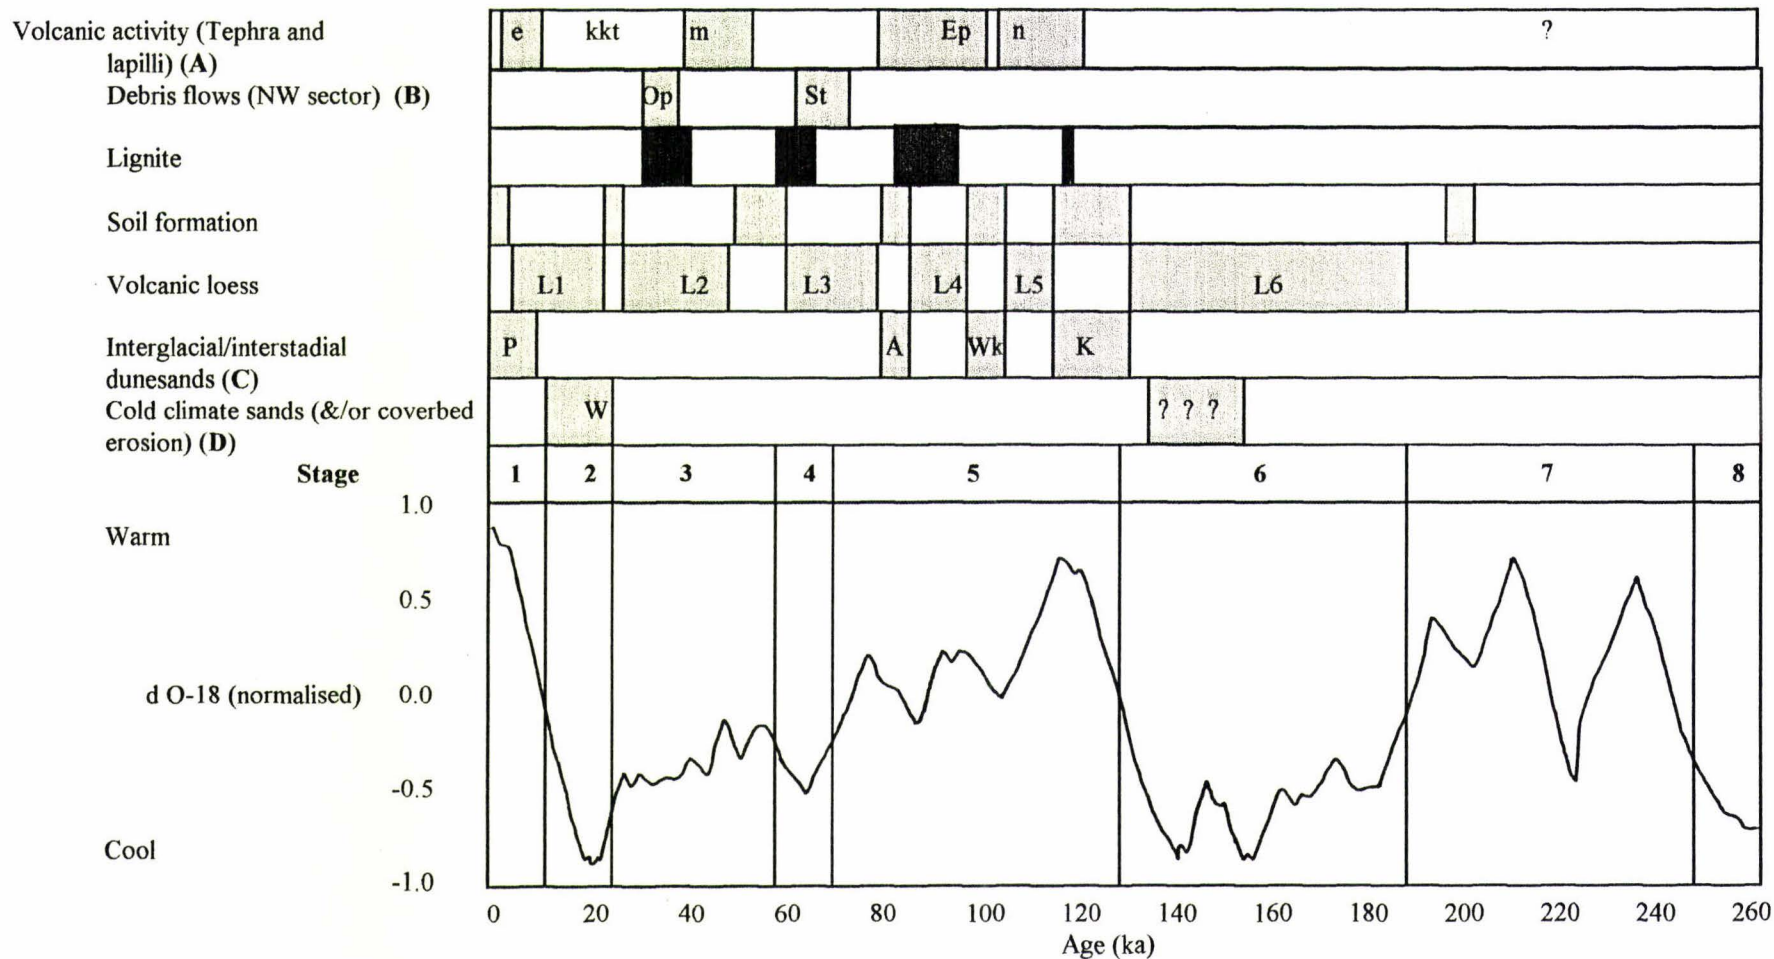 Volcanic activity (Tephra and
lapilli) (A)
e kkt m Ep n ?
Debris flows (NW sector) (B)
Op St
Lignite
Soil formation
Volcanic loess
L1 L2 L3 L4 L5 L6
Interglacial/interstadial
dunesands (C)
P A Wk K
Cold climate sands (&/or coverbed
erosion) (D)
W ? ? ?
Stage 1 2 3 4 5 6 7 8
1.0
Warm
0.5
d O-18 (normalised) 0.0
-0.5
Cool
-1.0
0 20 40 60 80 100 120 140 160 180 200 220 240 260
Age (ka)